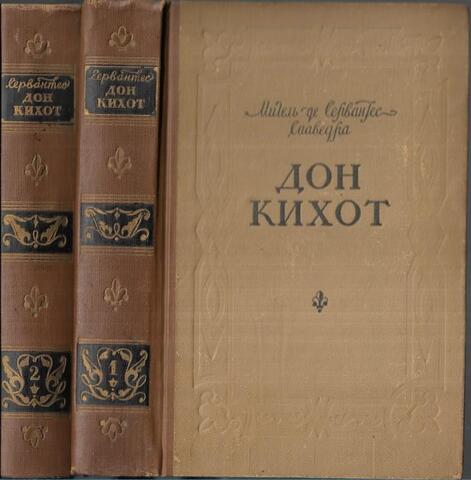 Сервантес
ДОН
КИХОТ
2
Сервантес
ДОН
КИХОТ
1
Мигель де Сервантес
Сааведра
ДОН
КИХОТ